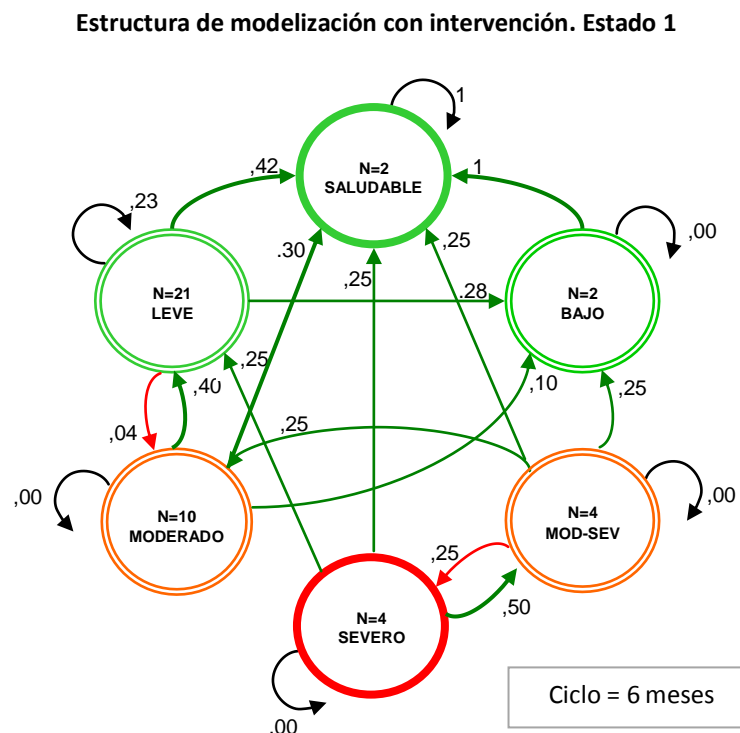 Estructura de modelización con intervención. Estado 1
1
N=2
SALUDABLE
,42
1
,23
.30
,25
,25
,00
N=21
LEVE
.28
N=2
BAJO
,25
,40
,10
,25
,04
,25
,00
N=10
MODERADO
N=4
MOD-SEV
,00
,25
,50
N=4
SEVERO
,00
Ciclo = 6 meses